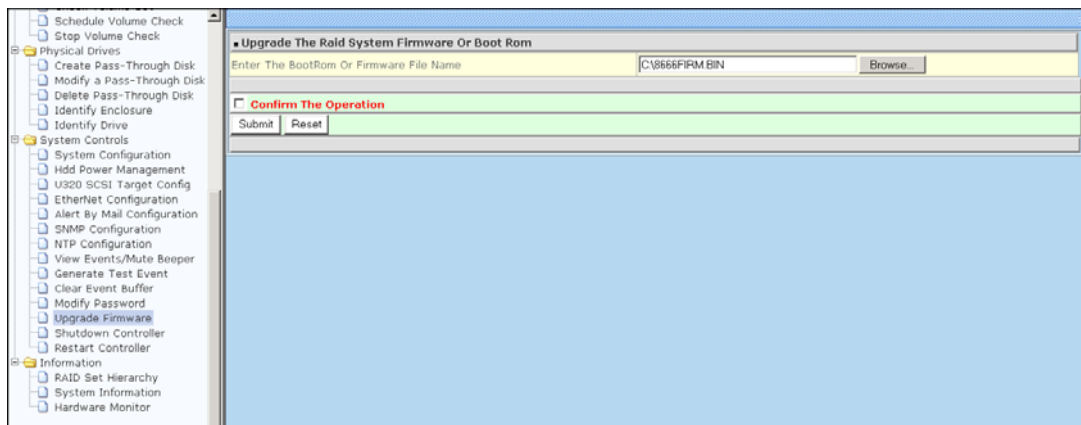 Schedule Volume Check
Stop Volume Check
Physical Drives
Create Pass-Through Disk
Modify a Pass-Through Disk
Delete Pass-Through Disk
Identify Enclosure
Identify Drive
System Controls
System Configuration
Hdd Power Management
U320 SCSI Target Config
EtherNet Configuration
Alert By Mail Configuration
SNMP Configuration
NTP Configuration
View Events/Mute Beeper
Generate Test Event
Clear Event Buffer
Modify Password
Upgrade Firmware
Shutdown Controller
Restart Controller
Information
RAID Set Hierarchy
System Information
Hardware Monitor
Upgrade The Raid System Firmware Or Boot Rom
Enter The BootRom Or Firmware File Name C:\8666FIRM.BIN Browse...
Confirm The Operation
Submit Reset